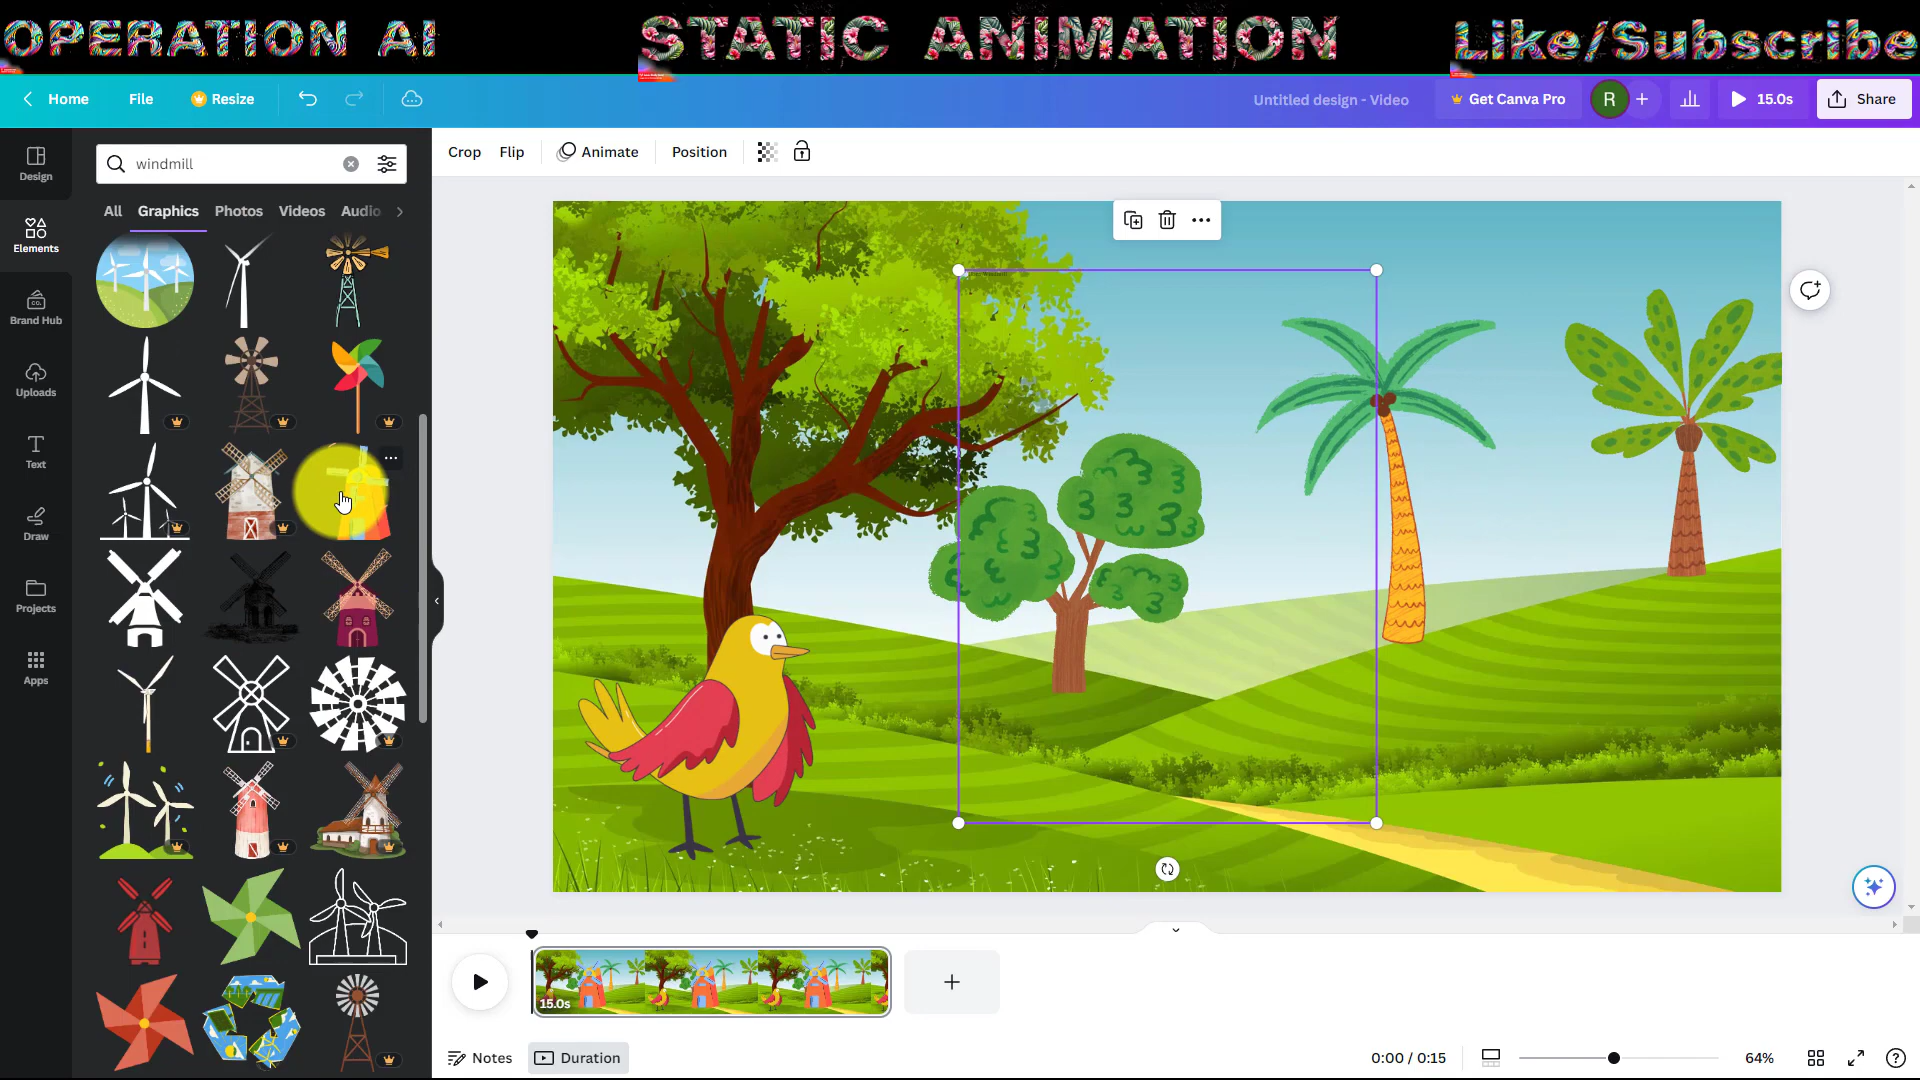 OPERATION AI
STATIC ANIMATION
Like/Subscribe
Home
File
Resize
Untitled design - Video
Get Canva Pro
R
15.0s
Share
Design
Elements
Brand Hub
Uploads
Text
Draw
Projects
Apps
windmill
All
Graphics
Photos
Videos
Audio
Crop
Flip
Animate
Position
15.0s
Notes
Duration
0:00 / 0:15
64%